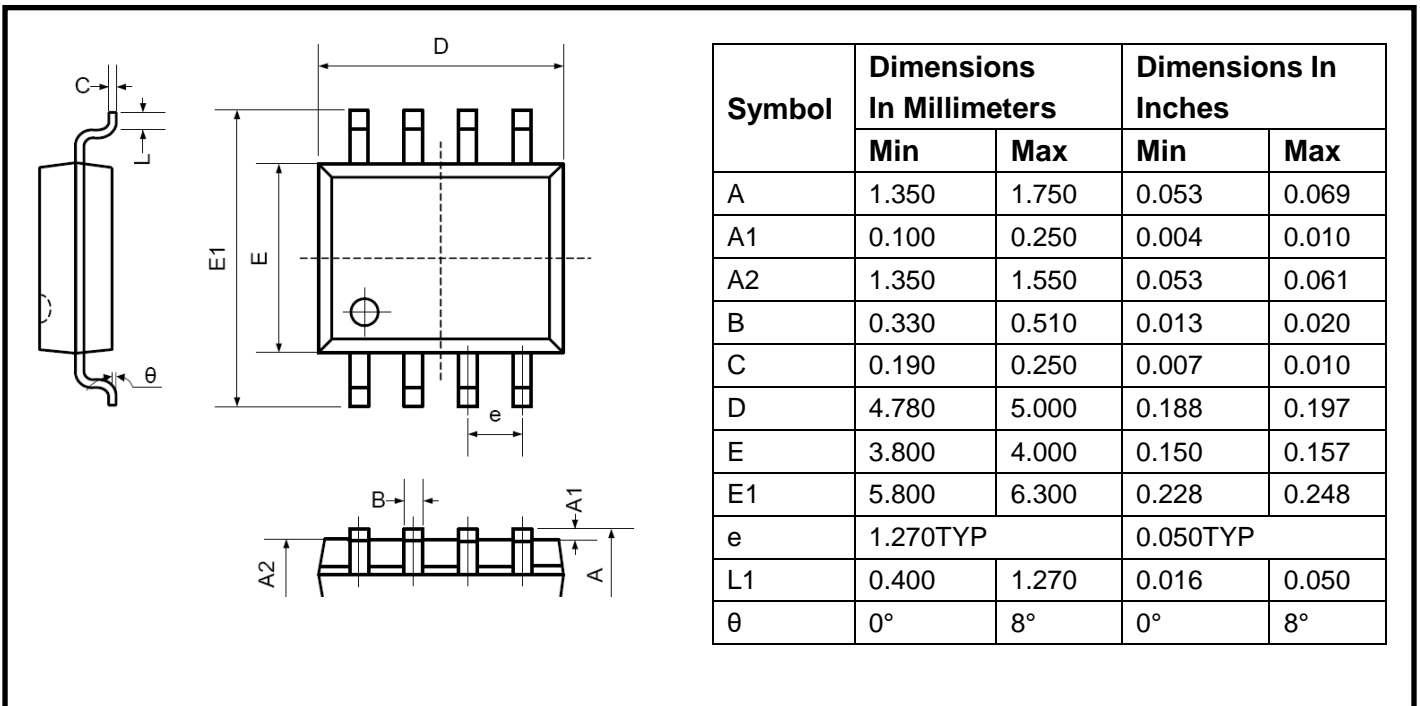 D
C
L
E1
E
θ
e
B
A1
A2
A
Symbol Dimensions In Millimeters Dimensions In Inches
Min Max Min Max
A 1.350 1.750 0.053 0.069
A1 0.100 0.250 0.004 0.010
A2 1.350 1.550 0.053 0.061
B 0.330 0.510 0.013 0.020
C 0.190 0.250 0.007 0.010
D 4.780 5.000 0.188 0.197
E 3.800 4.000 0.150 0.157
E1 5.800 6.300 0.228 0.248
e 1.270TYP 0.050TYP
L1 0.400 1.270 0.016 0.050
θ 0° 8° 0° 8°